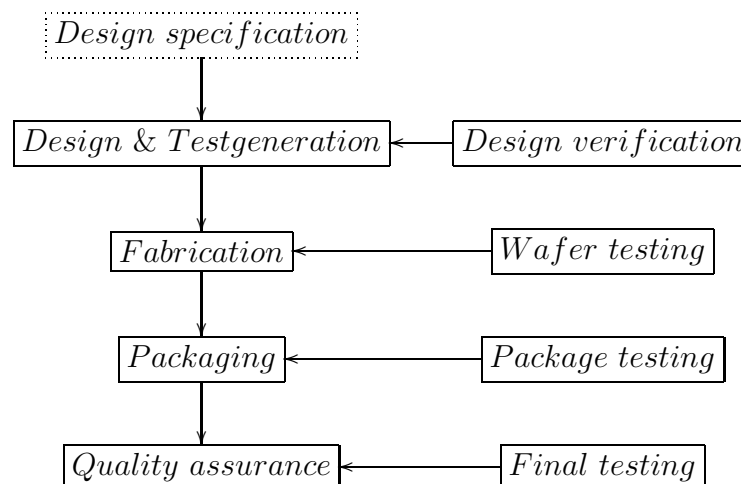 Design specification
Design & Testgeneration
Design verification
Fabrication
Wafer testing
Packaging
Package testing
Quality assurance
Final testing